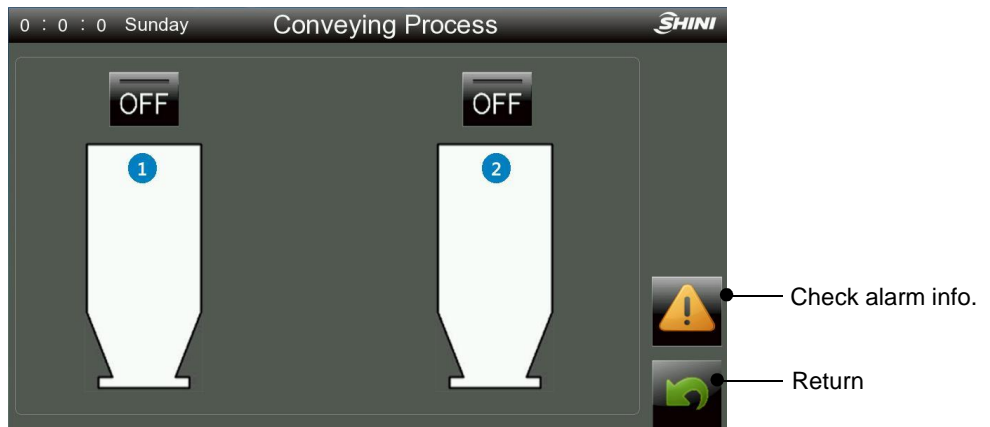 0 : 0 : 0 Sunday Conveying Process SHINI
OFF OFF
1 2
Check alarm info.
Return